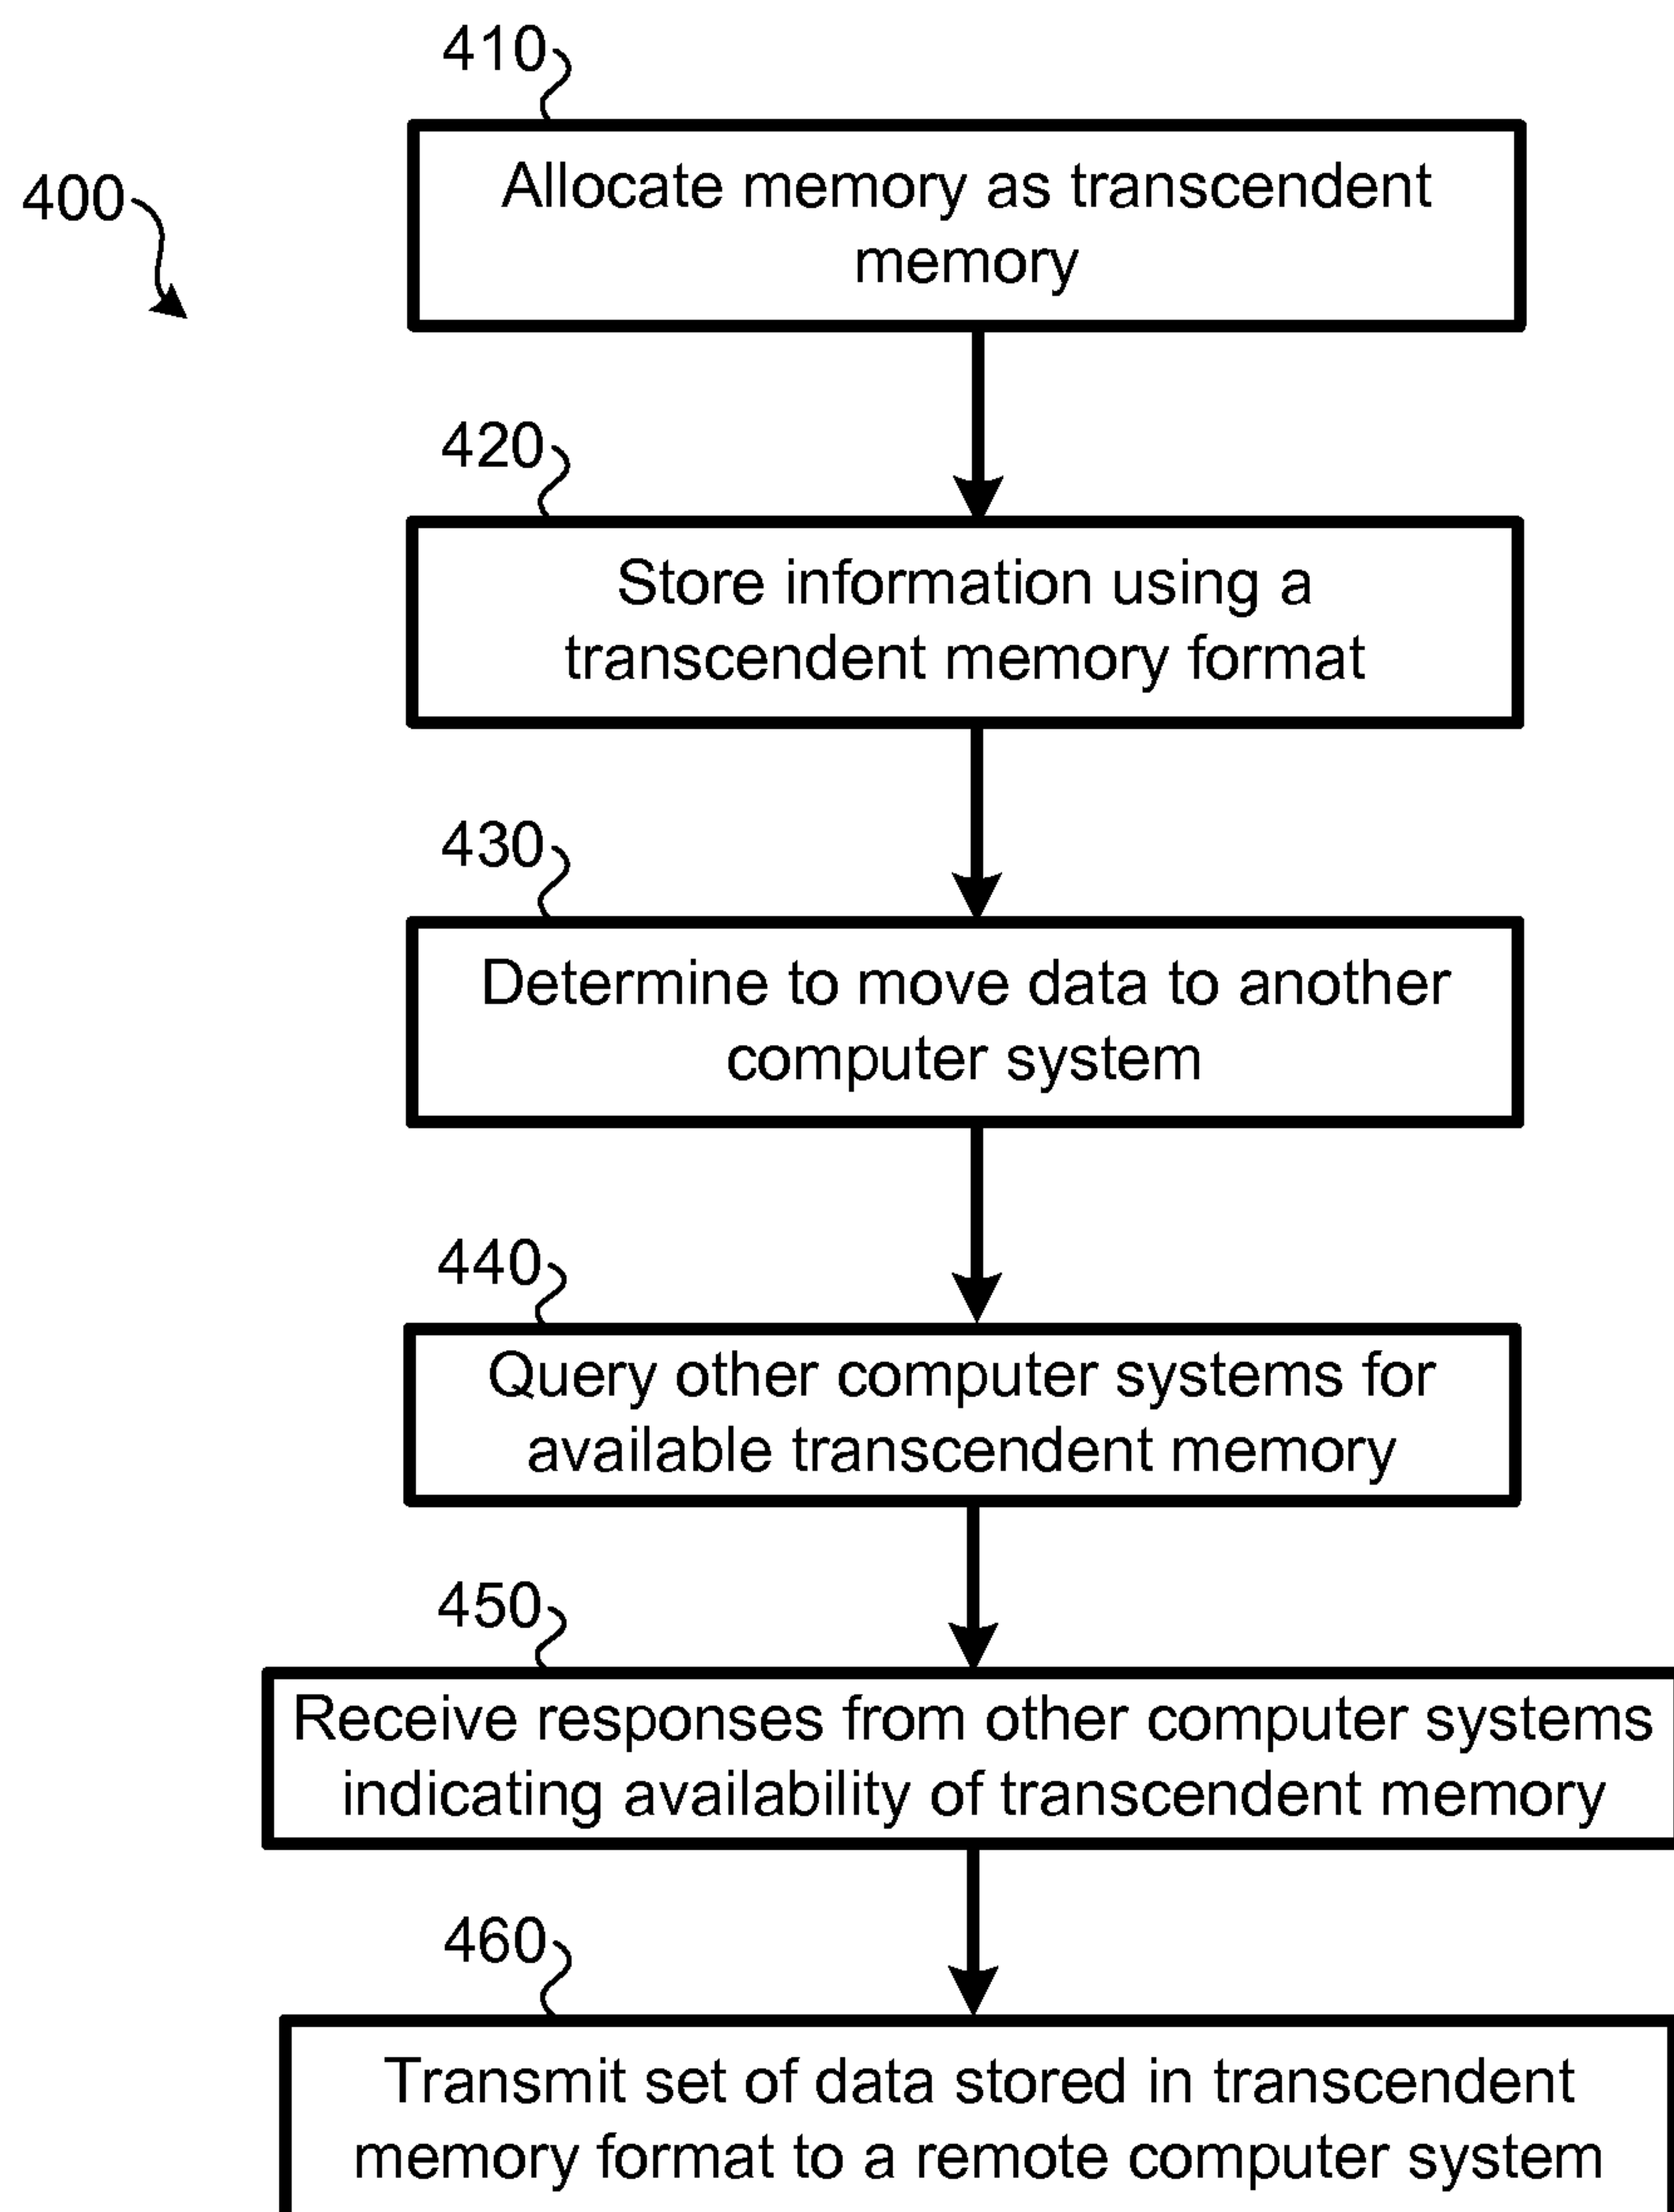 410
400
Allocate memory as transcendent
memory
420
Store information using a
transcendent memory format
430
Determine to move data to another
computer system
440
Query other computer systems for
available transcendent memory
450
Receive responses from other computer systems
indicating availability of transcendent memory
460
Transmit set of data stored in transcendent
memory format to a remote computer system